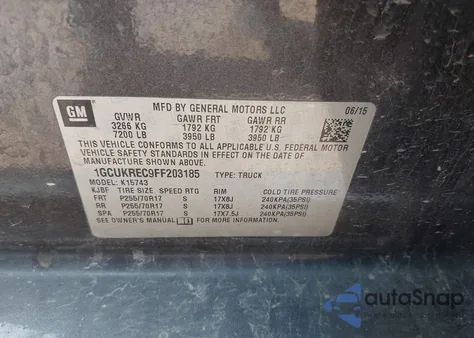 GM
MFD BY GENERAL MOTORS LLC 06/15
GVWR GAWR FRT GAWR RR
3266 KG 1792 KG 1792 KG
7200 LB 3950 LB 3950 LB
THIS VEHICLE CONFORMS TO ALL APPLICABLE U.S. FEDERAL MOTOR
VEHICLE SAFETY STANDARDS IN EFFECT ON THE DATE OF
MANUFACTURE SHOWN ABOVE.
1GCUKREC9FF203185 TYPE: TRUCK
MODEL: K15743
KJBF TIRE SIZE SPEED RTG RIM COLD TIRE PRESSURE
FRT P255/70R17 S 17X8J 240KPA(35PSI)
RR P255/70R17 S 17X8J 240KPA(35PSI)
SPA P255/70R17 S 17X7.5J 240KPA(35PSI)
SEE OWNER'S MANUAL FOR MORE INFORMATION.
autoSnap